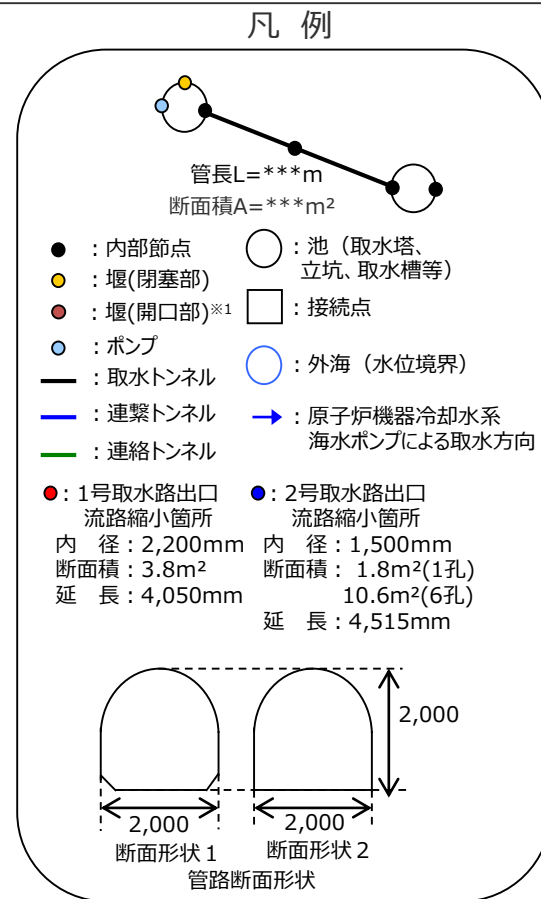 凡 例
管長L=***m
断面積A=***m²
：内部節点
：堰(閉塞部)
：堰(開口部)※1
：ポンプ
：取水トンネル
：連繋トンネル
：連絡トンネル
：池（取水塔、
立坑、取水槽等）
：接続点
：外海（水位境界）
：原子炉機器冷却水系
海水ポンプによる取水方向
：1号取水路出口
流路縮小箇所
内　径：2,200mm
断面積：3.8m²
延　長：4,050mm
：2号取水路出口
流路縮小箇所
内　径：1,500mm
断面積： 1.8m²(1孔)
10.6m²(6孔)
延　長：4,515mm
2,000
2,000
2,000
断面形状１
断面形状２
管路断面形状